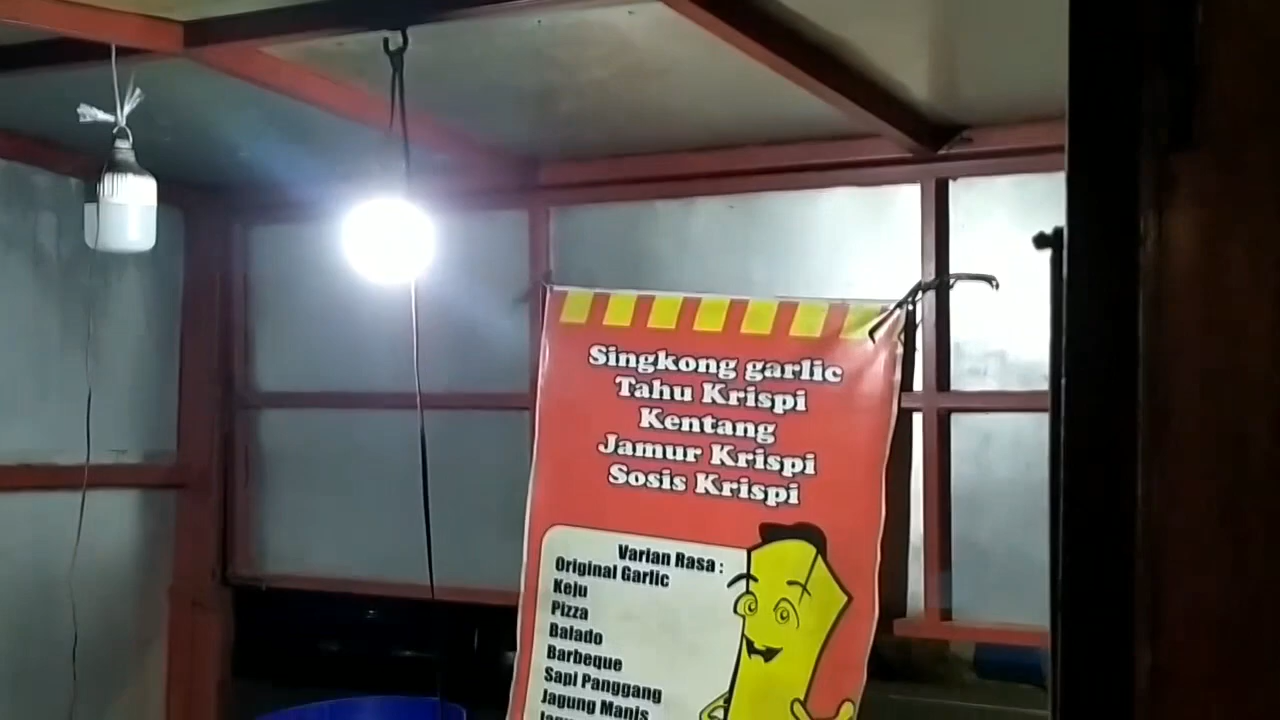 Singkong garlic
Tahu Krispi
Kentang
Jamur Krispi
Sosis Krispi
Varian Rasa :
Original Garlic
Keju
Pizza
Balado
Barbeque
Sapi Panggang
Jagung Manis